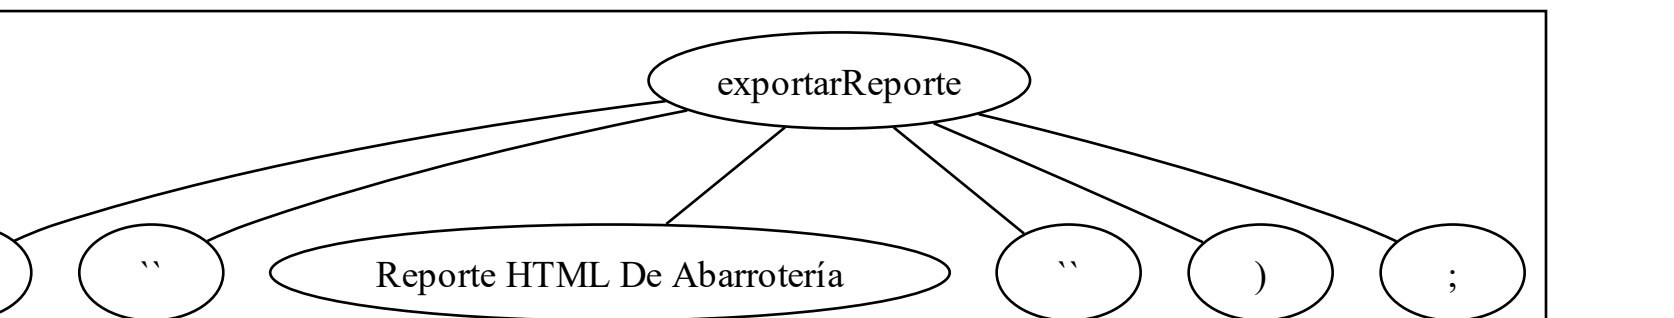 exportarReporte
`` Reporte HTML De Abarrotería `` ) ;